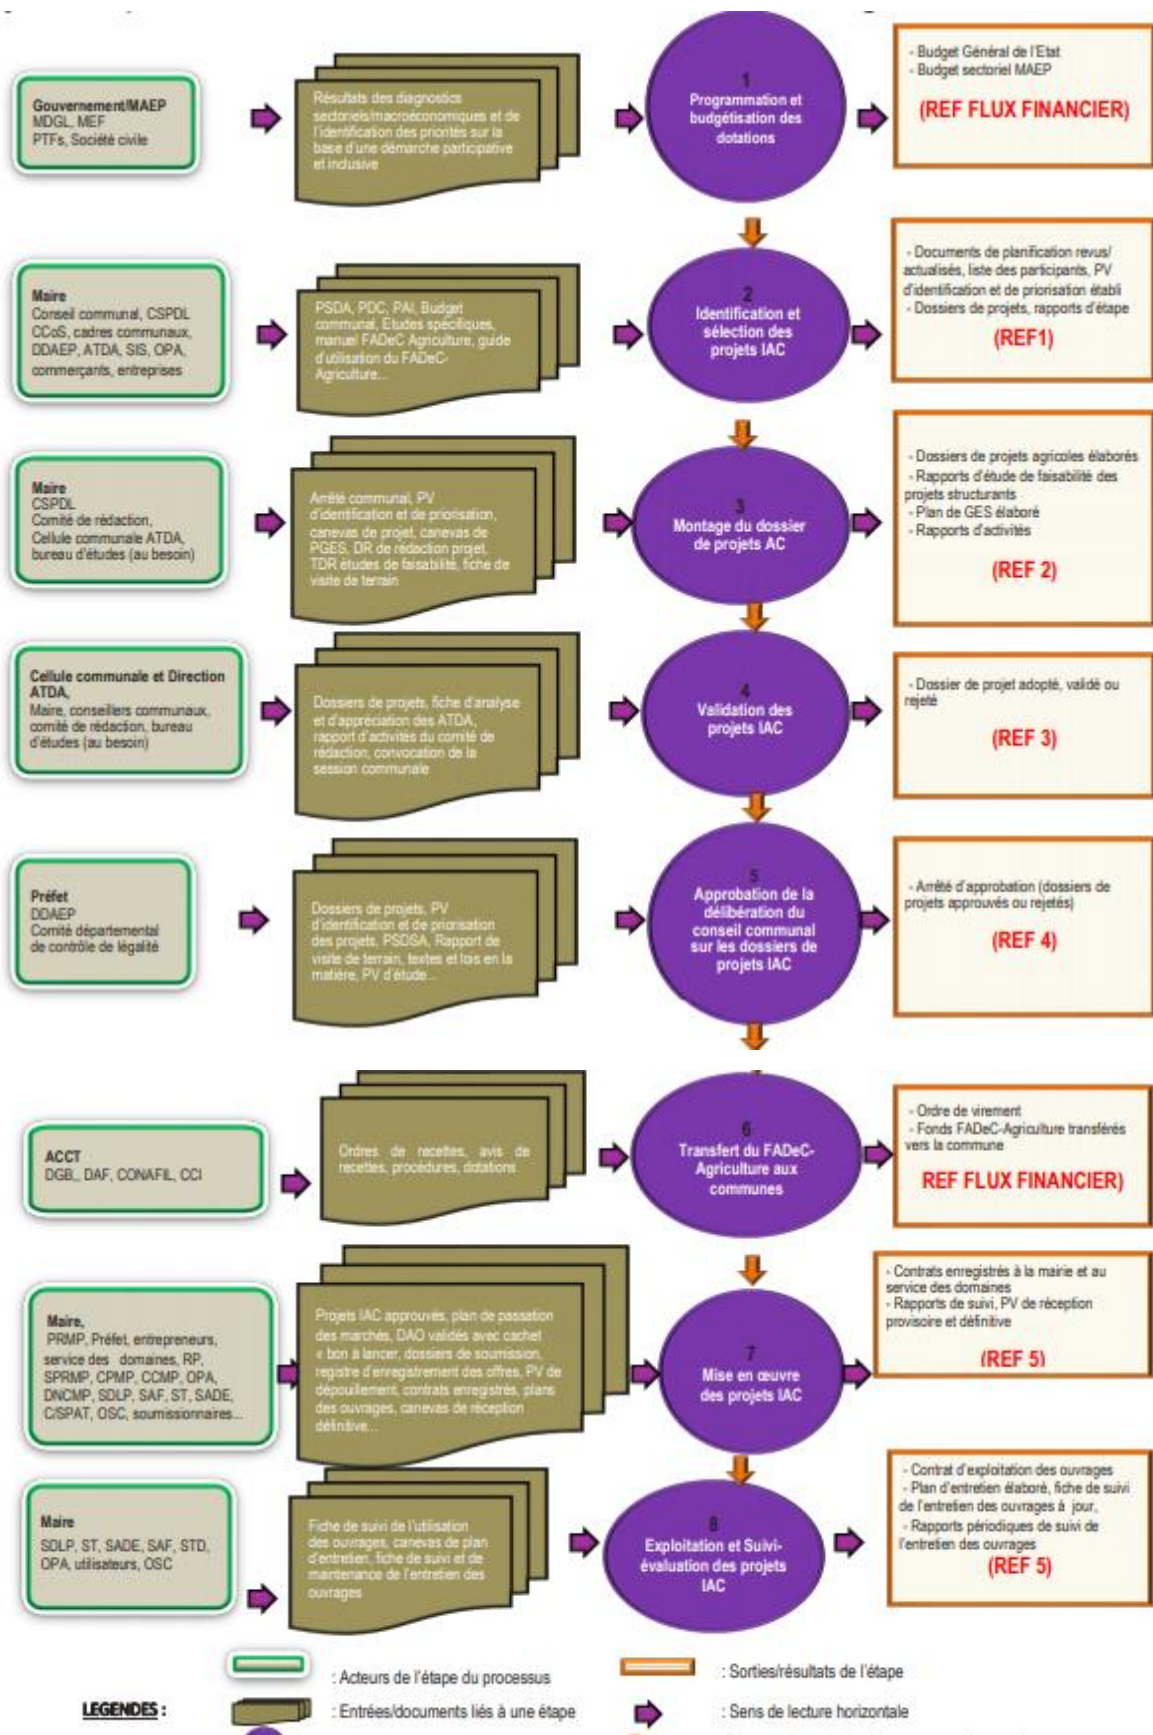 Gouvernement/MAEP
MDGL, MEF
PTFs, Société civile
Résultats des diagnostics
sectoriels/macroéconomiques et de
l'identification des priorités sur la
base d'une démarche participative
et inclusive
1
Programmation et
budgétisation des
dotations
- Budget Général de l'Etat
- Budget sectoriel MAEP
(REF FLUX FINANCIER)
Maire
Conseil communal, CSPDL
CCoS, cadres communaux,
DDAEP, ATDA, SIS, OPA,
commerçants, entreprises
PSDA, PDC, PAI, Budget
communal, Etudes spécifiques,
manuel FADeC Agriculture, guide
d'utilisation du FADeC-
Agriculture...
2
Identification et
sélection des
projets IAC
- Documents de planification revus/
actualisés, liste des participants, PV
d'identification et de priorisation établi
- Dossiers de projets, rapports d'étape
(REF1)
Maire
CSPDL
Comité de rédaction,
Cellule communale ATDA,
bureau d'études (au besoin)
Arrêté communal, PV
d'identification et de priorisation,
canevas de projet, canevas de
PGES, DR de rédaction projet,
TDR études de faisabilité, fiche de
visite de terrain
3
Montage du dossier
de projets AC
- Dossiers de projets agricoles élaborés
- Rapports d'étude de faisabilité des
projets structurants
- Plan de GES élaboré
- Rapports d'activités
(REF 2)
Cellule communale et Direction
ATDA,
Maire, conseillers communaux,
comité de rédaction, bureau
d'études (au besoin)
Dossiers de projets, fiche d'analyse
et d'appréciation des ATDA,
rapport d'activités du comité de
rédaction, convocation de la
session communale
4
Validation des
projets IAC
- Dossier de projet adopté, validé ou
rejeté
(REF 3)
Préfet
DDAEP
Comité départemental
de contrôle de légalité
Dossiers de projets, PV
d'identification et de priorisation
des projets, PSDSA, Rapport de
visite de terrain, textes et lois en la
matière, PV d'étude...
5
Approbation de la
délibération du
conseil communal
sur les dossiers de
projets IAC
- Arrêté d'approbation (dossiers de
projets approuvés ou rejetés)
(REF 4)
ACCT
DGB,, DAF, CONAFIL, CCI
Ordres de recettes, avis de
recettes, procédures, dotations
6
Transfert du FADeC-
Agriculture aux
communes
- Ordre de virement
- Fonds FADeC-Agriculture transférés
vers la commune
REF FLUX FINANCIER)
Maire,
PRMP, Préfet, entrepreneurs,
service des domaines, RP,
SPRMP, CPMP, CCMP, OPA,
DNCMP, SDLP, SAF, ST, SADE,
C/SPAT, OSC, soumissionnaires...
Projets IAC approuvés, plan de passation
des marchés, DAO validés avec cachet
« bon à lancer, dossiers de soumission,
registre d'enregistrement des offres, PV de
dépouillement, contrats enregistrés, plans
des ouvrages, canevas de réception
définitive...
7
Mise en œuvre
des projets IAC
- Contrats enregistrés à la mairie et au
service des domaines
- Rapports de suivi, PV de réception
provisoire et définitive
(REF 5)
Maire
SDLP, ST, SADE, SAF, STD,
OPA, utilisateurs, OSC
Fiche de suivi de l'utilisation
des ouvrages, canevas de plan
d'entretien, fiche de suivi et de
maintenance de l'entretien des
ouvrages
8
Exploitation et Suivi-
évaluation des projets
IAC
- Contrat d'exploitation des ouvrages
- Plan d'entretien élaboré, fiche de suivi
de l'entretien des ouvrages à jour,
- Rapports périodiques de suivi de
l'entretien des ouvrages
(REF 5)
LEGENDES :
: Acteurs de l'étape du processus
: Sorties/résultats de l'étape
: Entrées/documents liés à une étape
: Sens de lecture horizontale